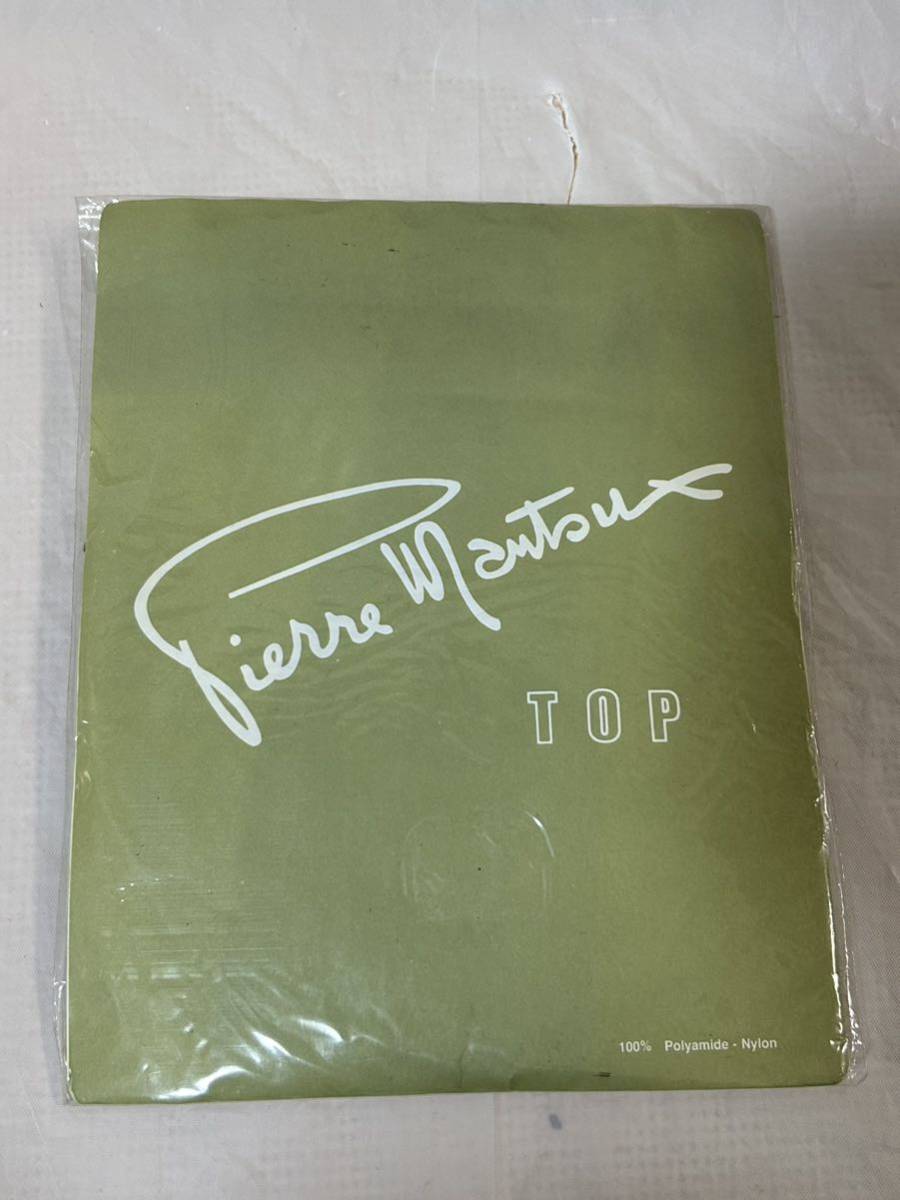 Pierre Mantoux
TOP
100% Polyamide - Nylon